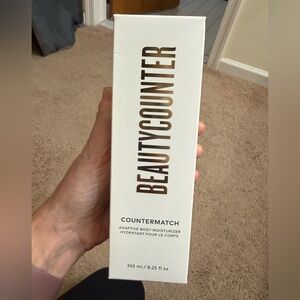 BEAUTYCOUNTER
COUNTERMATCH
ADAPTIVE BODY MOISTURIZER
HYDRATANT POUR LE CORPS
245 ml / 8.25 fl oz